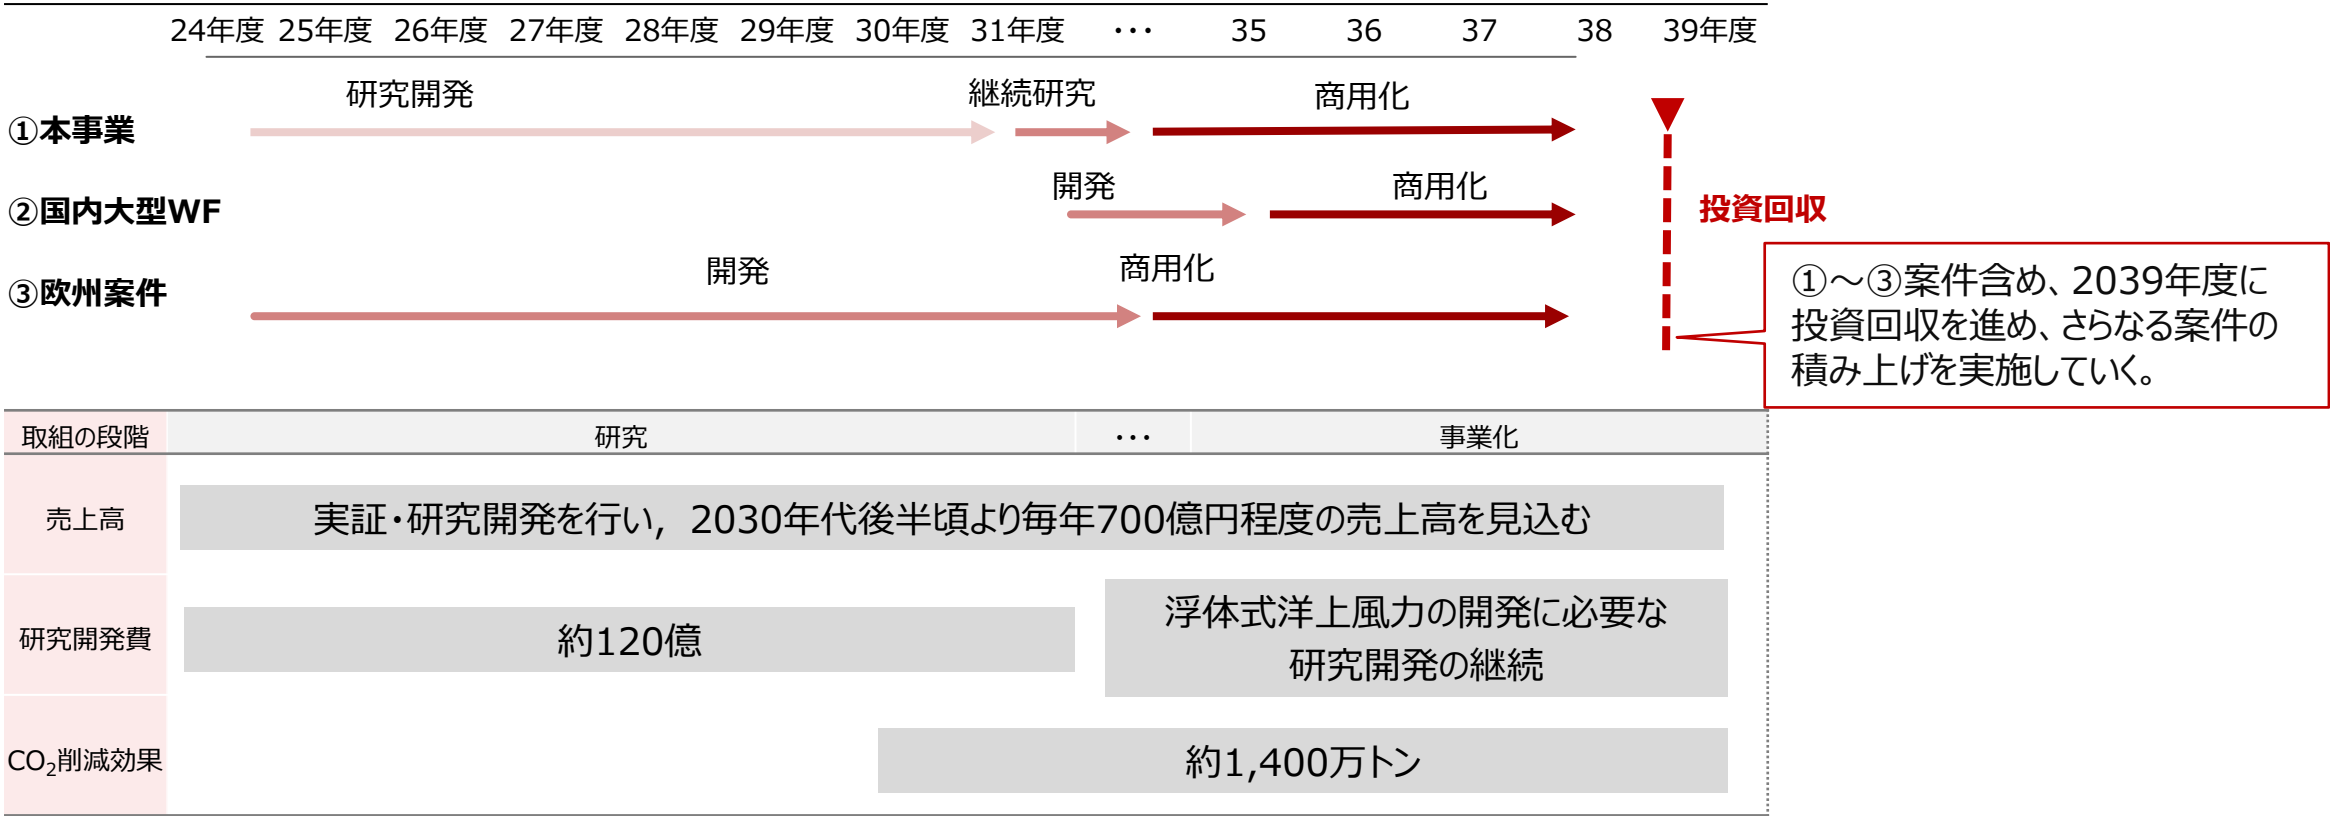 24年度 25年度 26年度 27年度 28年度 29年度 30年度 31年度 ・・・ 35 36 37 38 39年度
研究開発 継続研究 商用化
①本事業
開発 商用化
②国内大型WF
投資回収
開発 商用化
③欧州案件
①～③案件含め、2039年度に
投資回収を進め、さらなる案件の
積み上げを実施していく。
取組の段階 研究 ・・・ 事業化
売上高 実証・研究開発を行い, 2030年代後半頃より毎年700億円程度の売上高を見込む
研究開発費 約120億
浮体式洋上風力の開発に必要な
研究開発の継続
CO₂削減効果 約1,400万トン